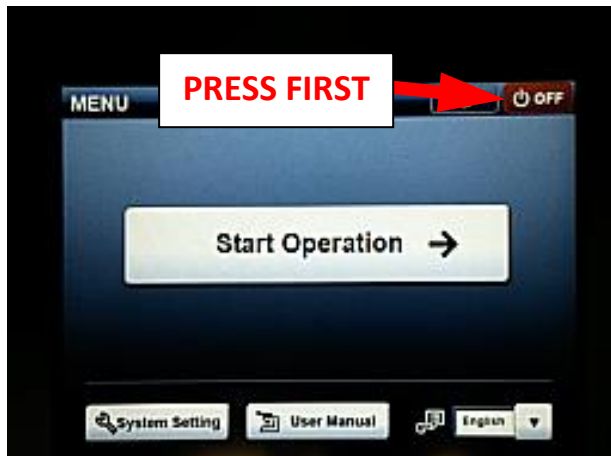 PRESS FIRST
MENU
OFF
Start Operation
System Setting
User Manual
English